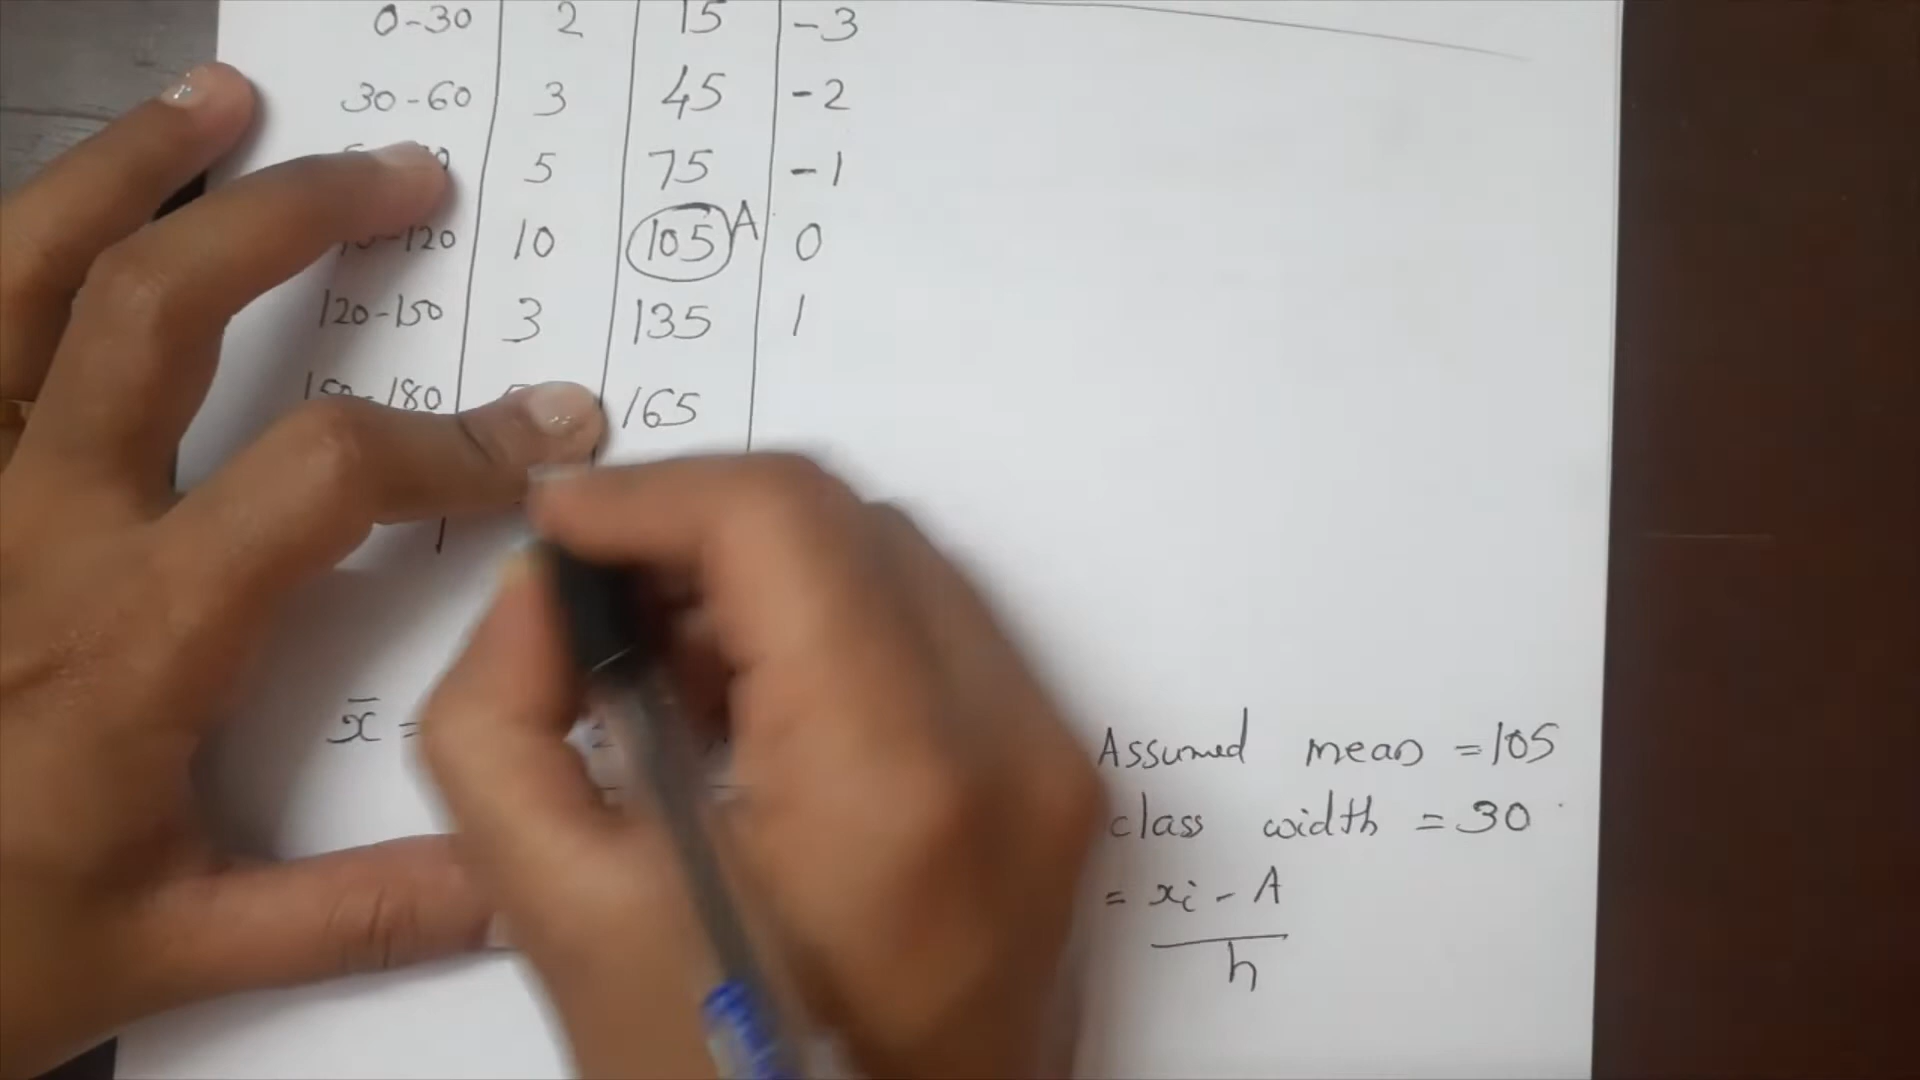 0-30 2 15 -3
30-60 3 45 -2
5 75 -1
-120 10 105 A 0
120-150 3 135 1
-180 165
x̄ =
Assumed mean = 105
class width = 30
= xi - A
h